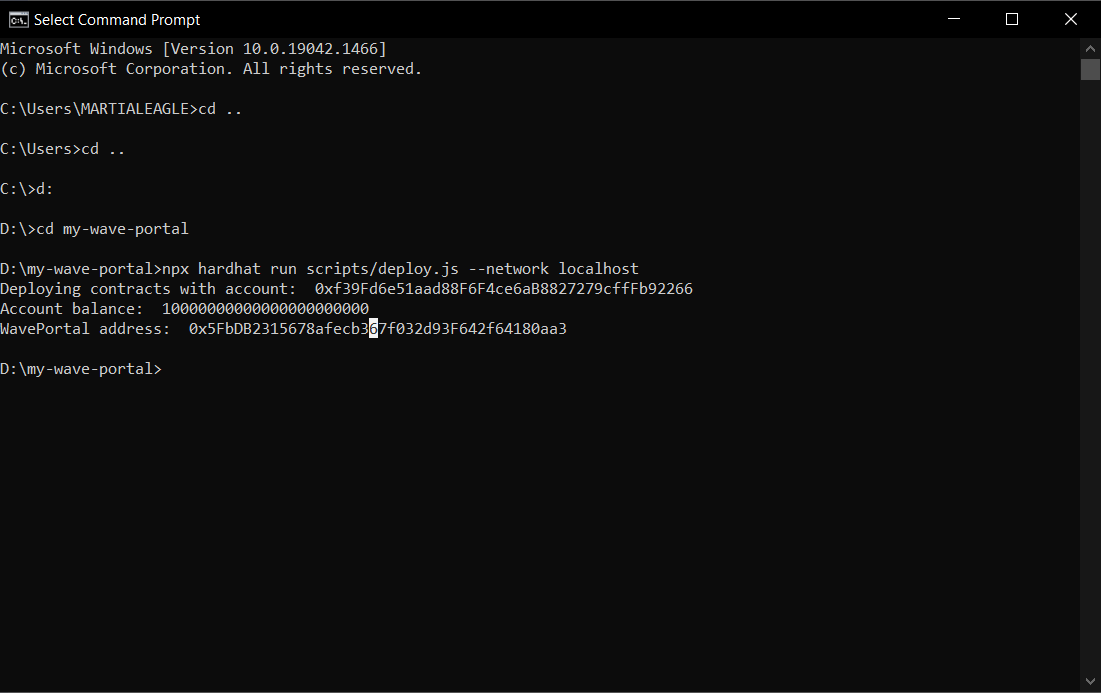 Select Command Prompt
Microsoft Windows [Version 10.0.19042.1466]
(c) Microsoft Corporation. All rights reserved.
C:\Users\MARTIALEAGLE>cd ..
C:\Users>cd ..
C:\>d:
D:\>cd my-wave-portal
D:\my-wave-portal>npx hardhat run scripts/deploy.js --network localhost
Deploying contracts with account:  0xf39Fd6e51aad88F6F4ce6aB8827279cffFb92266
Account balance:  10000000000000000000000
WavePortal address:  0x5FbDB2315678afecb367f032d93F642f64180aa3
D:\my-wave-portal>